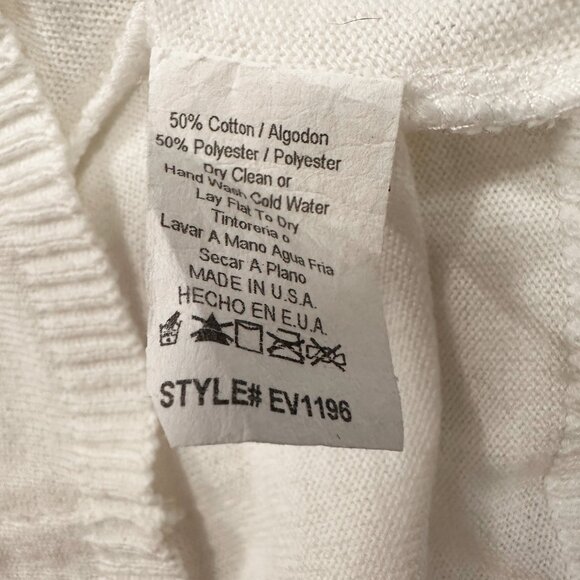 50% Cotton / Algodon
50% Polyester / Polyester
Dry Clean or
Hand Wash Cold Water
Lay Flat To Dry
Tintoreria o
Lavar A Mano Agua Fria
Secar A Plano
MADE IN U.S.A.
HECHO EN E.U.A.
STYLE# EV1196